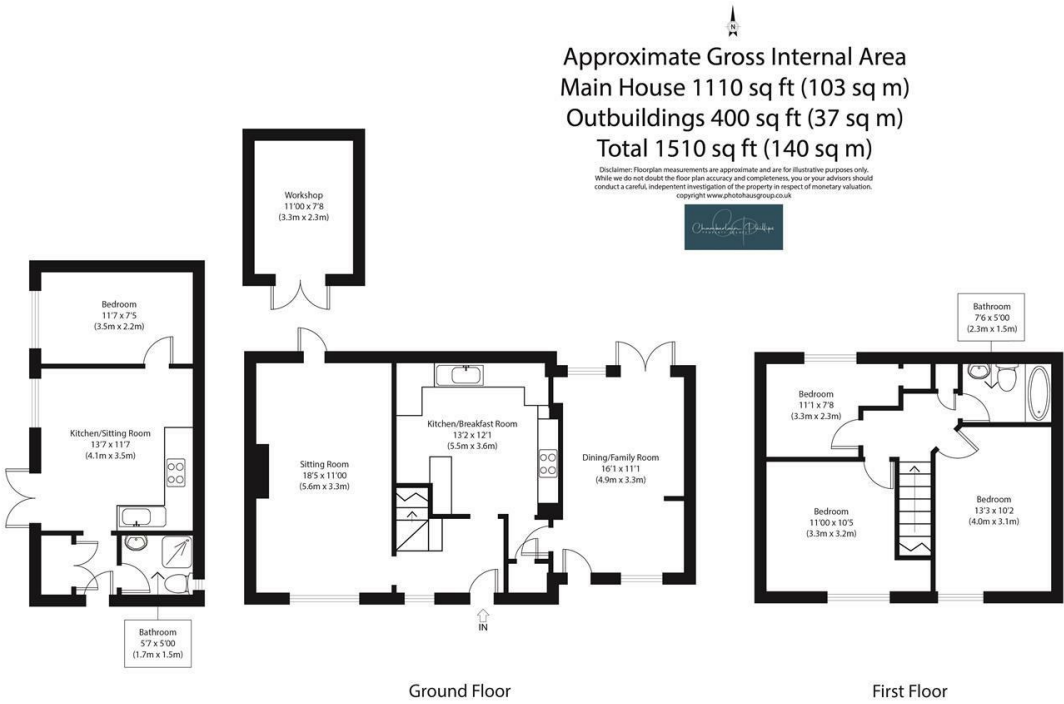 N
Approximate Gross Internal Area
Main House 1110 sq ft (103 sq m)
Outbuildings 400 sq ft (37 sq m)
Total 1510 sq ft (140 sq m)
Disclaimer: Floorplan measurements are approximate and are for illustrative purposes only.
While we do not doubt the floor plan accuracy and completeness, you or your advisors should
conduct a careful, indepentent investigation of the property in respect of monetary valuation.
copyright www.photohausgroup.co.uk
Chamberlain Phillips
Workshop
11'00 x 7'8
(3.3m x 2.3m)
Bedroom
11'7 x 7'5
(3.5m x 2.2m)
Kitchen/Sitting Room
13'7 x 11'7
(4.1m x 3.5m)
Bathroom
5'7 x 5'00
(1.7m x 1.5m)
Sitting Room
18'5 x 11'00
(5.6m x 3.3m)
Kitchen/Breakfast Room
13'2 x 12'1
(5.5m x 3.6m)
Dining/Family Room
16'1 x 11'1
(4.9m x 3.3m)
IN
Bathroom
7'6 x 5'00
(2.3m x 1.5m)
Bedroom
11'1 x 7'8
(3.3m x 2.3m)
Bedroom
11'00 x 10'5
(3.3m x 3.2m)
Bedroom
13'3 x 10'2
(4.0m x 3.1m)
Ground Floor
First Floor